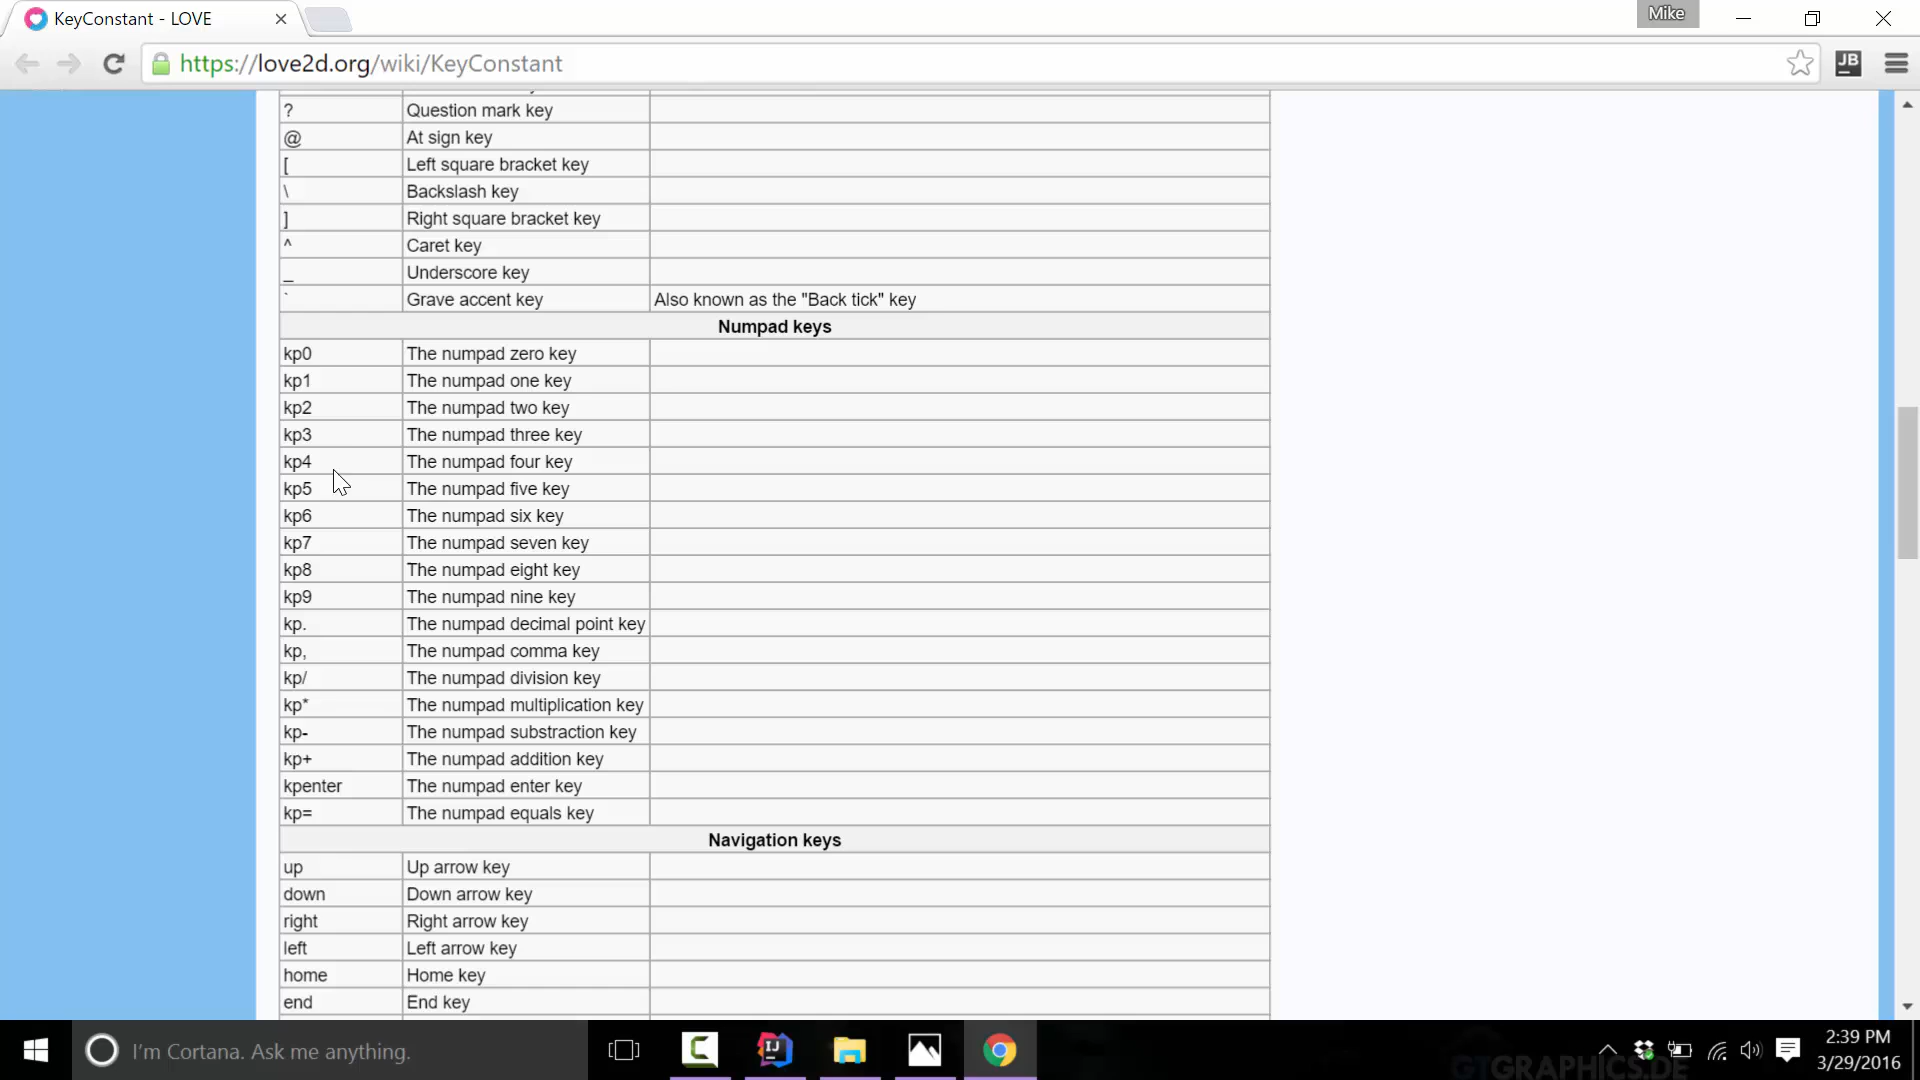 KeyConstant - LOVE
Mike
https://love2d.org/wiki/KeyConstant
JB
? Question mark key
@ At sign key
[ Left square bracket key
\ Backslash key
] Right square bracket key
^ Caret key
_ Underscore key
` Grave accent key Also known as the "Back tick" key
Numpad keys
kp0 The numpad zero key
kp1 The numpad one key
kp2 The numpad two key
kp3 The numpad three key
kp4 The numpad four key
kp5 The numpad five key
kp6 The numpad six key
kp7 The numpad seven key
kp8 The numpad eight key
kp9 The numpad nine key
kp. The numpad decimal point key
kp, The numpad comma key
kp/ The numpad division key
kp* The numpad multiplication key
kp- The numpad substraction key
kp+ The numpad addition key
kpenter The numpad enter key
kp= The numpad equals key
Navigation keys
up Up arrow key
down Down arrow key
right Right arrow key
left Left arrow key
home Home key
end End key
I'm Cortana. Ask me anything.
IJ
GTGRAPHICS.DE
2:39 PM
3/29/2016